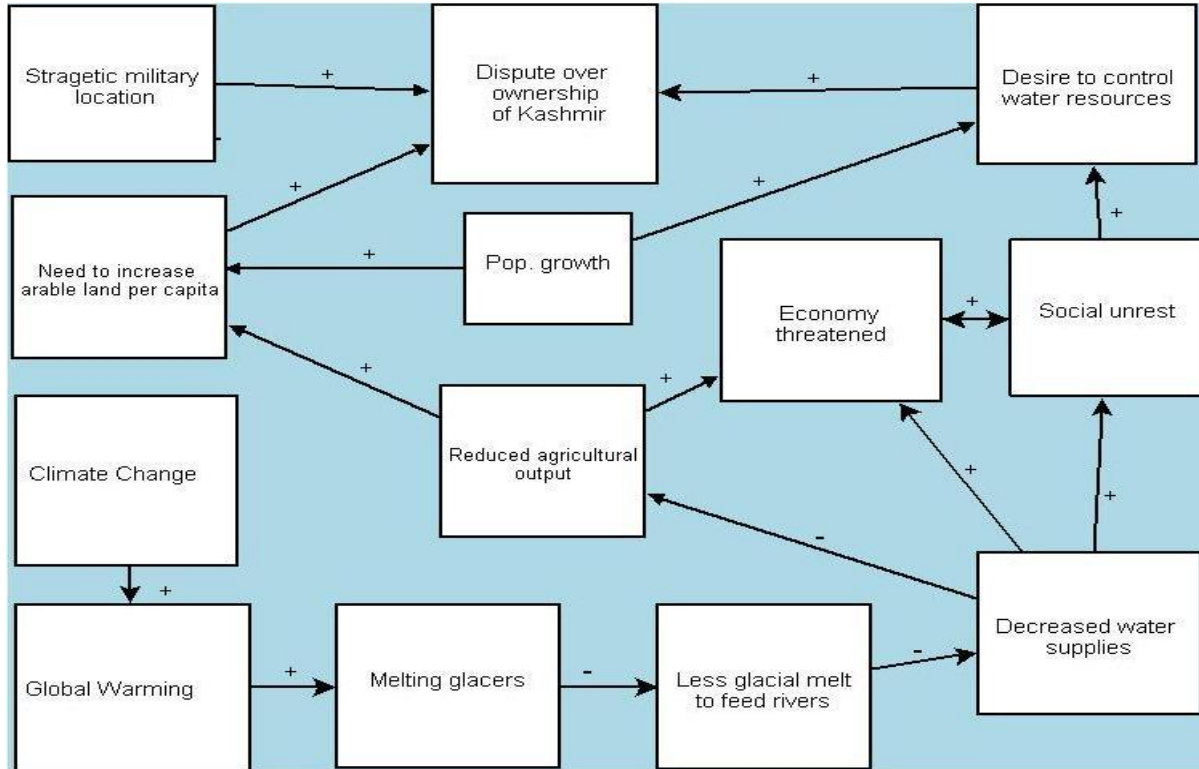 Stragetic military
location
+
Dispute over
ownership
of Kashmir
+
Desire to control
water resources
-
+
+
+
Need to increase
arable land per capita
+
Pop. growth
Economy
threatened
+
Social unrest
+
+
Climate Change
Reduced agricultural
output
+
+
-
+
Global Warming
+
Melting glacers
-
Less glacial melt
to feed rivers
-
Decreased water
supplies